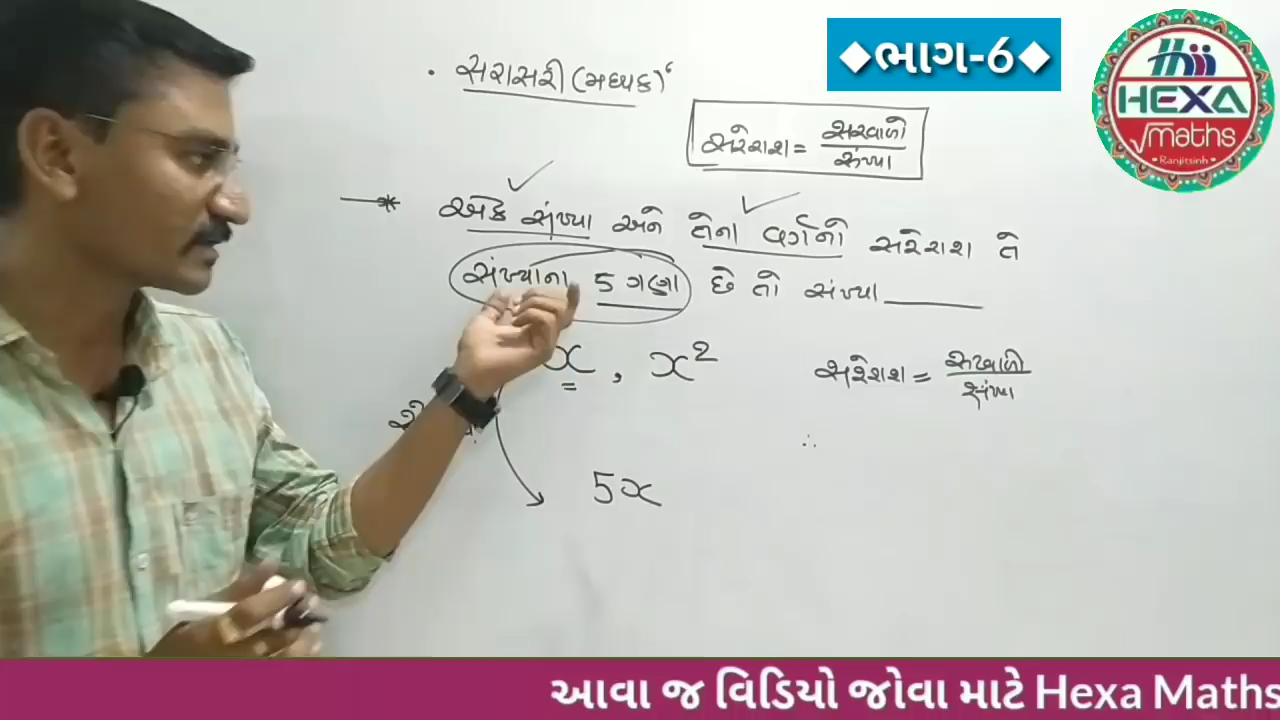 ◆ભાગ-6◆
HEXA
√maths
• Ranjitsinh •
• સરાસરી (મધ્યક)
સરેરાશ = સરવાળો / સંખ્યા
એક સંખ્યા અને તેના વર્ગનો સરેરાશ તે
સંખ્યાના 5 ગણા છે તો સંખ્યા ______
x , x²
સરેરાશ = સરવાળો / સંખ્યા
∴
5x
આવા જ વિડિયો જોવા માટે Hexa Maths